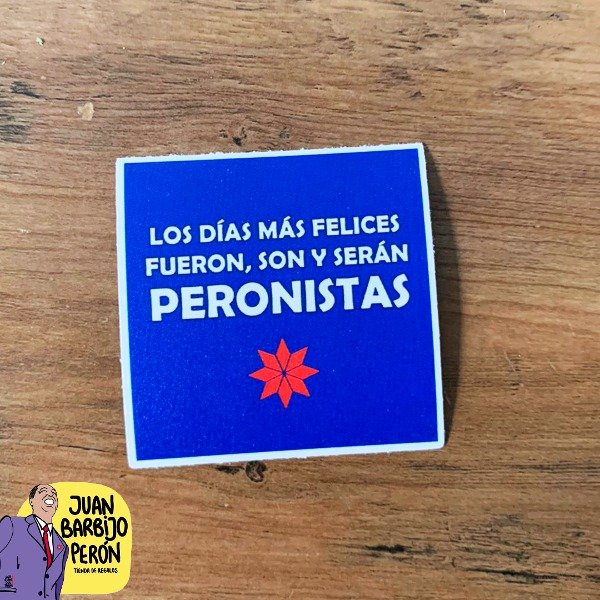 LOS DÍAS MÁS FELICES
FUERON, SON Y SERÁN
PERONISTAS
JUAN
BARBIJO
PERÓN
TIENDA DE REGALOS